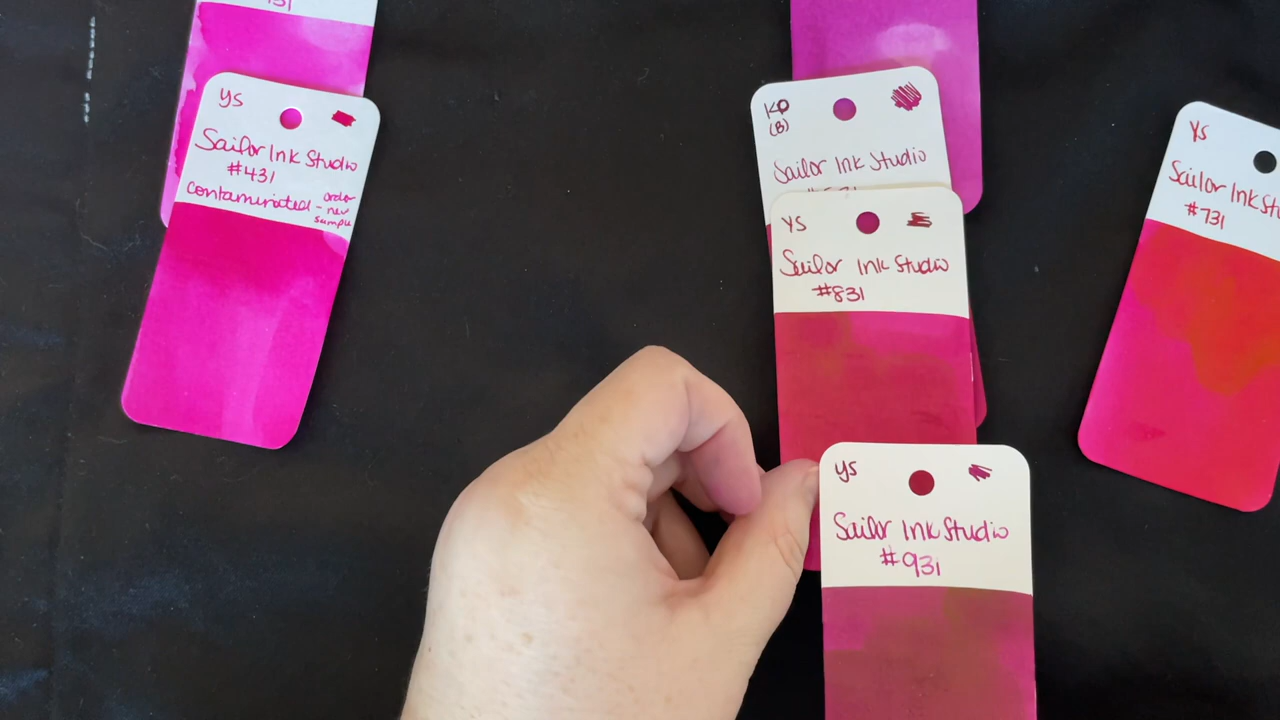 ys
Sailor Ink Studio
#431
contaminated - order
new
sample
KO
(B)
Sailor Ink Studio
ys
Sailor Ink Studio
#831
ys
Sailor Ink Studio
#931
YS
Sailor Ink St
#731